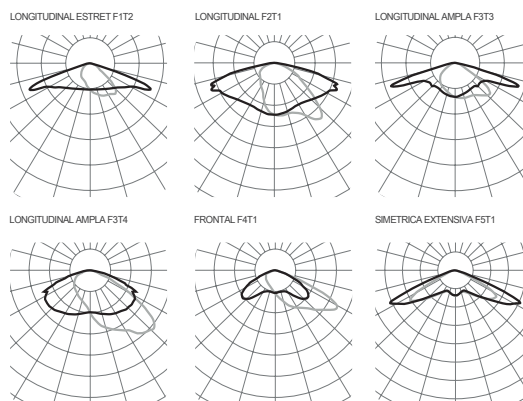 LONGITUDINAL ESTRET F1T2
LONGITUDINAL F2T1
LONGITUDINAL AMPLA F3T3
LONGITUDINAL AMPLA F3T4
FRONTAL F4T1
SIMETRICA EXTENSIVA F5T1